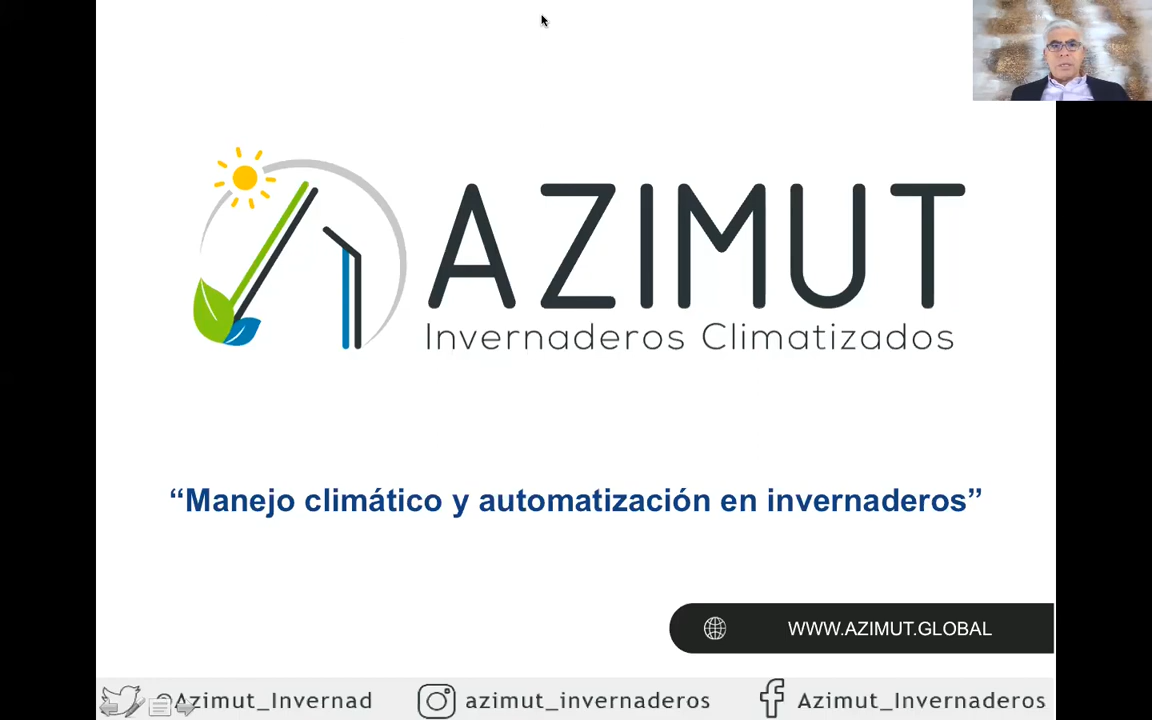 AZIMUT
Invernaderos Climatizados
“Manejo climático y automatización en invernaderos”
WWW.AZIMUT.GLOBAL
@Azimut_Invernad
azimut_invernaderos
Azimut_Invernaderos